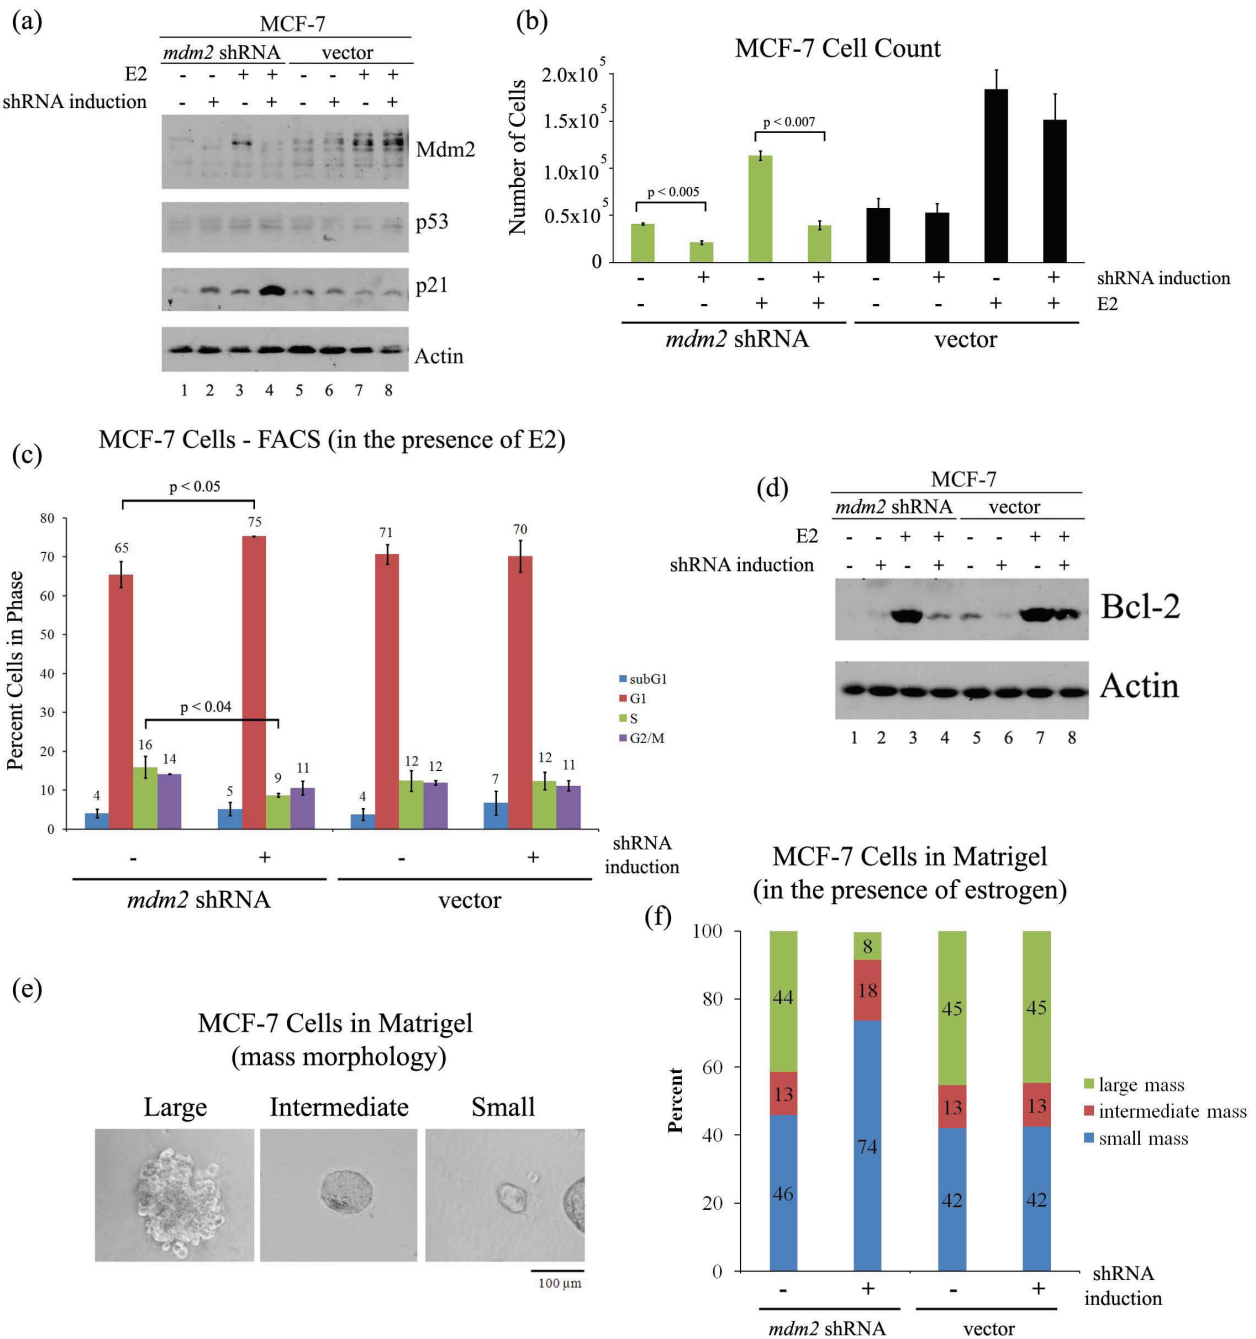 (a)
MCF-7
mdm2 shRNA vector
E2 - - + + - - + +
shRNA induction - + - + - + - +
Mdm2
p53
p21
Actin
1 2 3 4 5 6 7 8
(b)
MCF-7 Cell Count
Number of Cells
2.0x10^5
1.5x10^5
1.0x10^5
0.5x10^5
0
p < 0.005
p < 0.007
- + - + - + - + shRNA induction
- - + + - - + + E2
mdm2 shRNA vector
(c)
MCF-7 Cells - FACS (in the presence of E2)
Percent Cells in Phase
80
70
60
50
40
30
20
10
0
p < 0.05
p < 0.04
4 65 16 14
5 75 9 11
4 71 12 12
7 70 12 11
subG1
G1
S
G2/M
- + - +
shRNA
induction
mdm2 shRNA vector
(d)
MCF-7
mdm2 shRNA vector
E2 - - + + - - + +
shRNA induction - + - + - + - +
Bcl-2
Actin
1 2 3 4 5 6 7 8
(e)
MCF-7 Cells in Matrigel
(mass morphology)
Large Intermediate Small
100 µm
(f)
MCF-7 Cells in Matrigel
(in the presence of estrogen)
Percent
100
80
60
40
20
0
44 13 46
8 18 74
45 13 42
45 13 42
large mass
intermediate mass
small mass
- + - +
shRNA
induction
mdm2 shRNA vector